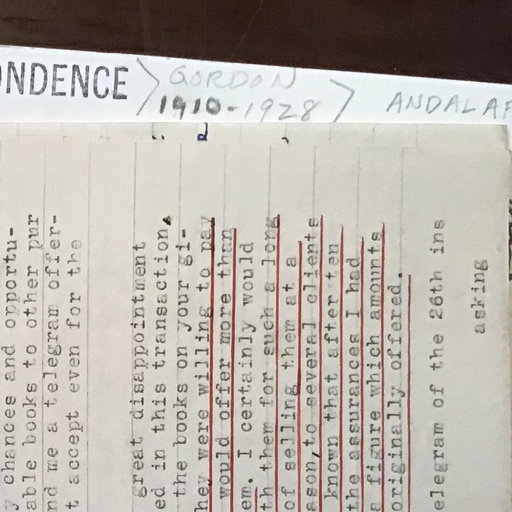 y chances and opportu-
able books to other pur
nd me a telegram offer-
t accept even for the
great disappointment
ed in this transaction,
the books on your gi-
hey were willing to pay
would offer more than
em. I certainly would
th them for such a long
of selling them at a
ason, to several clients
known that after ten
the assurances I had
a figure which amounts
originally offered.
elegram of the 26th ins
asking
R
NDENCE
GORDON
1910-1928
ANDALAF